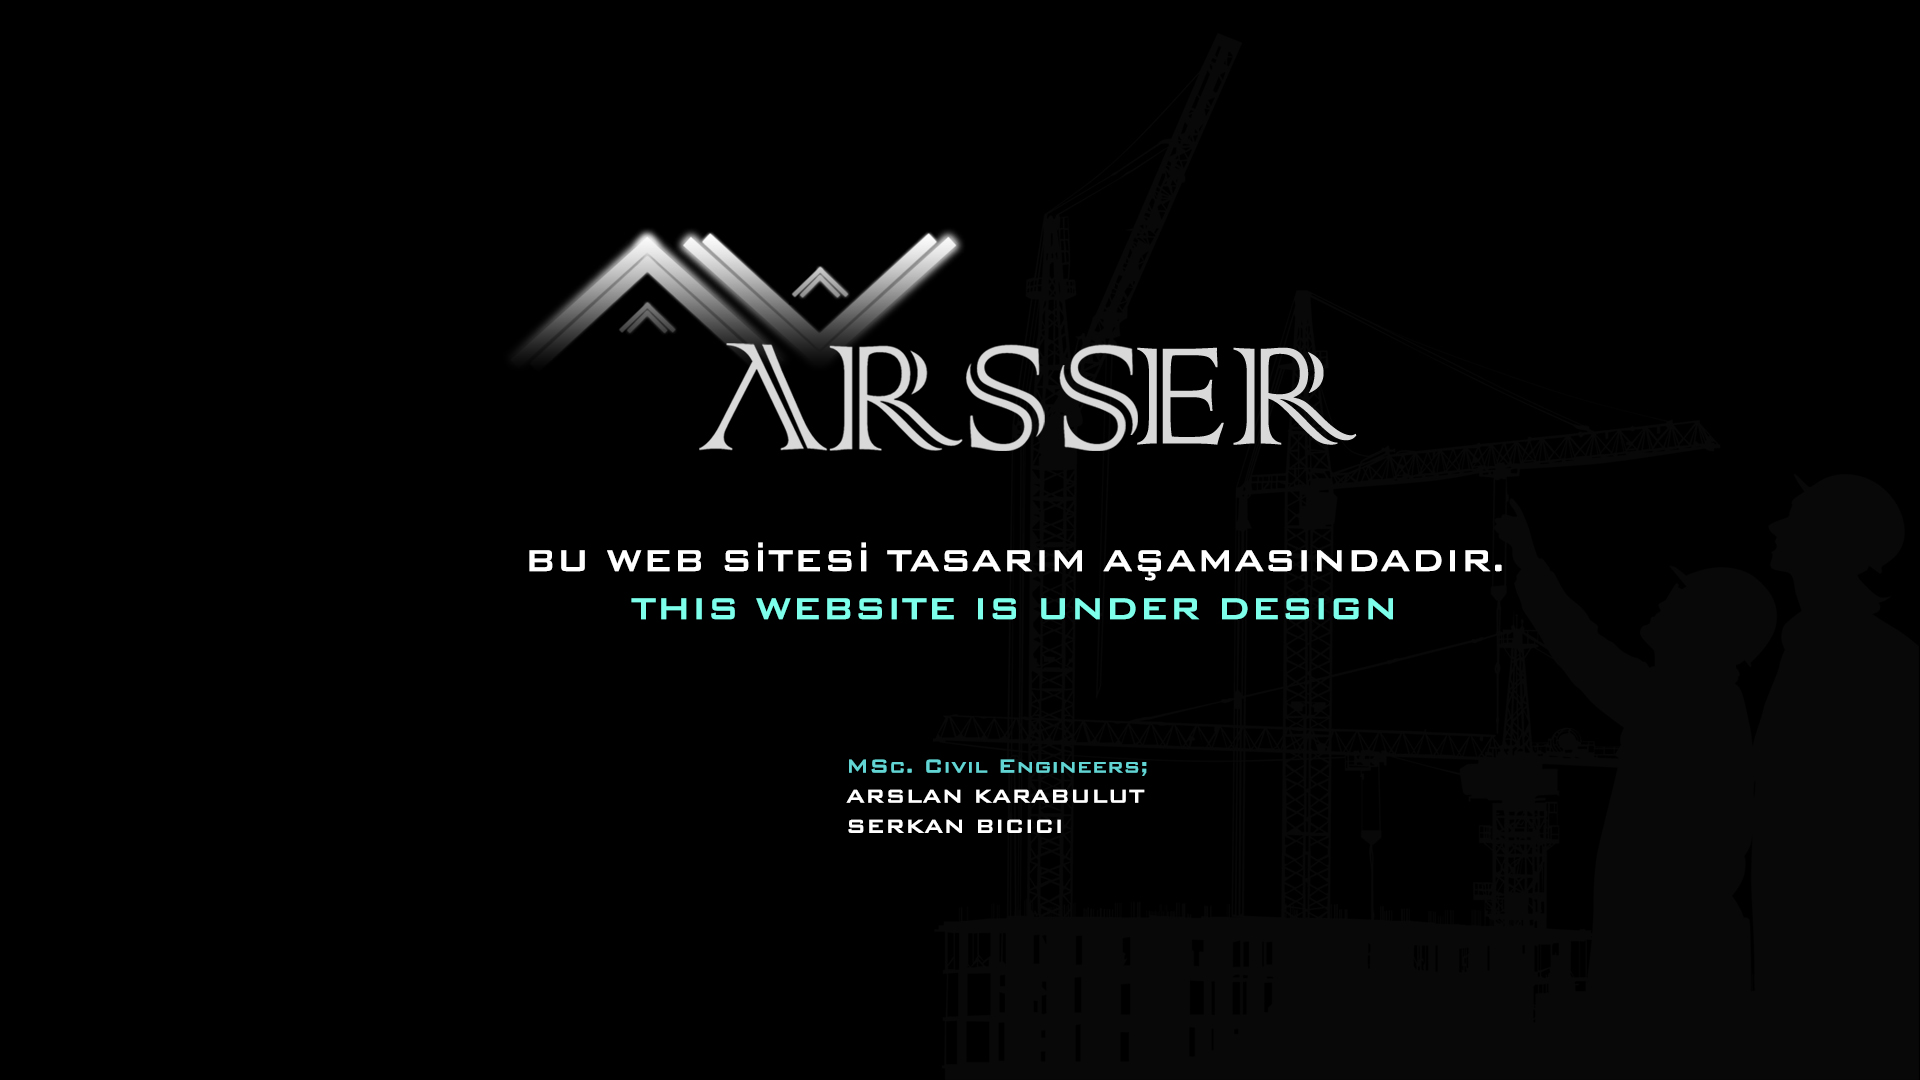 ARSSER
BU WEB SİTESİ TASARIM AŞAMASINDADIR.
THIS WEBSITE IS UNDER DESIGN
MSc. Civil Engineers;
ARSLAN KARABULUT
SERKAN BICICI